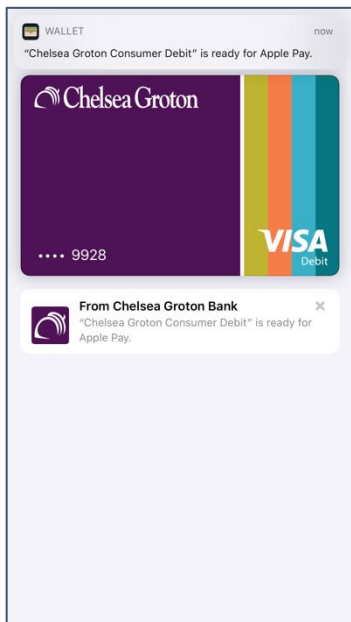 WALLET now
“Chelsea Groton Consumer Debit” is ready for Apple Pay.
Chelsea Groton
•••• 9928
VISA
Debit
From Chelsea Groton Bank
“Chelsea Groton Consumer Debit” is ready for
Apple Pay.